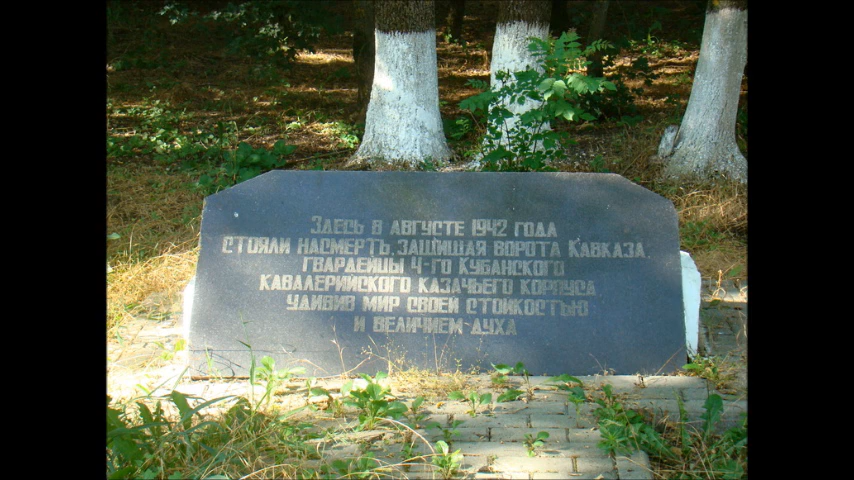 Здесь в августе 1942 года
стояли насмерть, защищая ворота Кавказа
гвардейцы 4-го Кубанского
кавалерийского казачьего корпуса,
удивив мир своей стойкостью
и величием духа